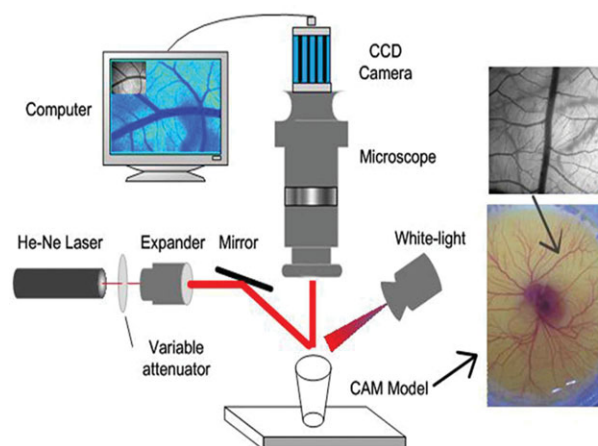 CCD
Camera
Computer
Microscope
He-Ne Laser
Expander
Mirror
White-light
Variable
attenuator
CAM Model